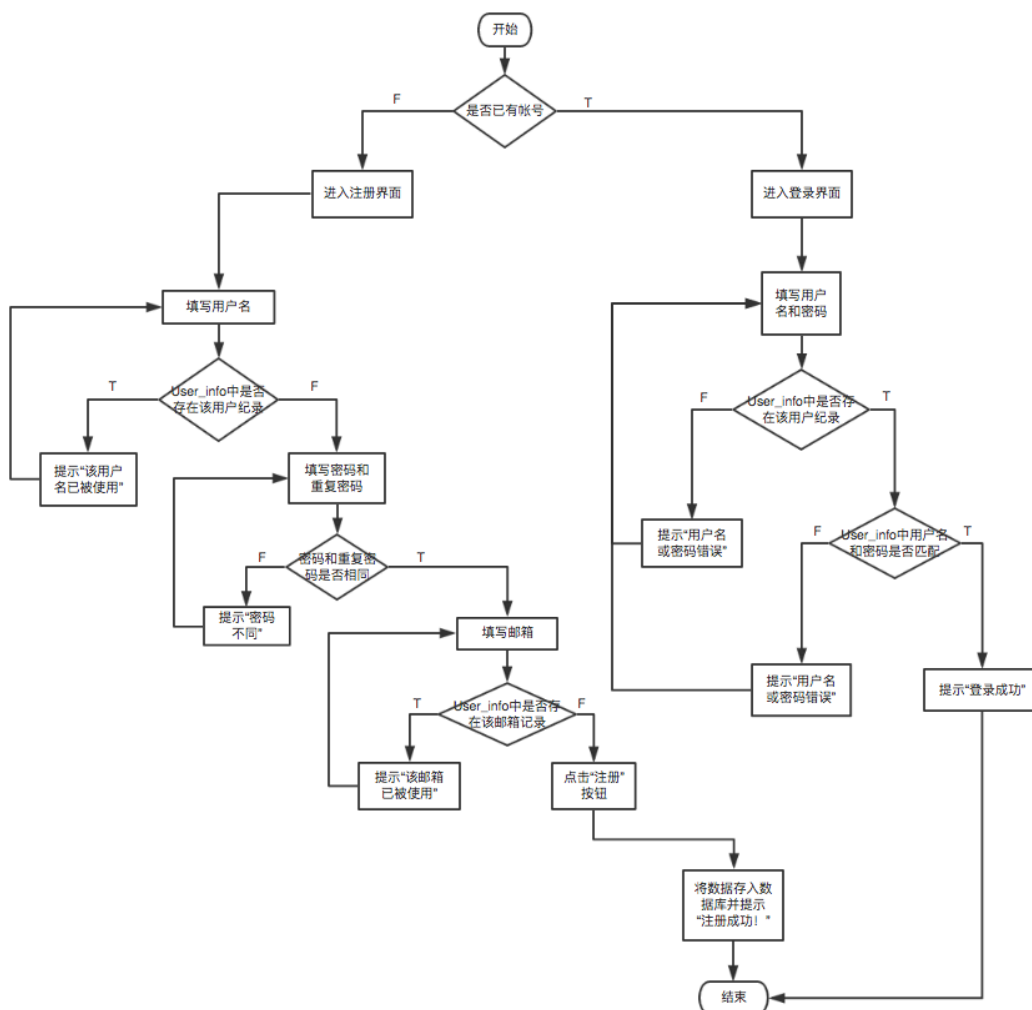 开始
是否已有帐号
F
T
进入注册界面
进入登录界面
填写用户名
填写用户
名和密码
User_info中是否
存在该用户纪录
T
F
User_info中是否存
在该用户纪录
F
T
提示“该用户
名已被使用”
填写密码和
重复密码
提示“用户名
或密码错误”
User_info中用户名
和密码是否匹配
F
T
密码和重复密
码是否相同
F
T
提示“密码
不同”
填写邮箱
提示“用户名
或密码错误”
提示“登录成功”
User_info中是否存
在该邮箱记录
T
F
提示“该邮箱
已被使用”
点击“注册”
按钮
将数据存入数
据库并提示
“注册成功！”
结束